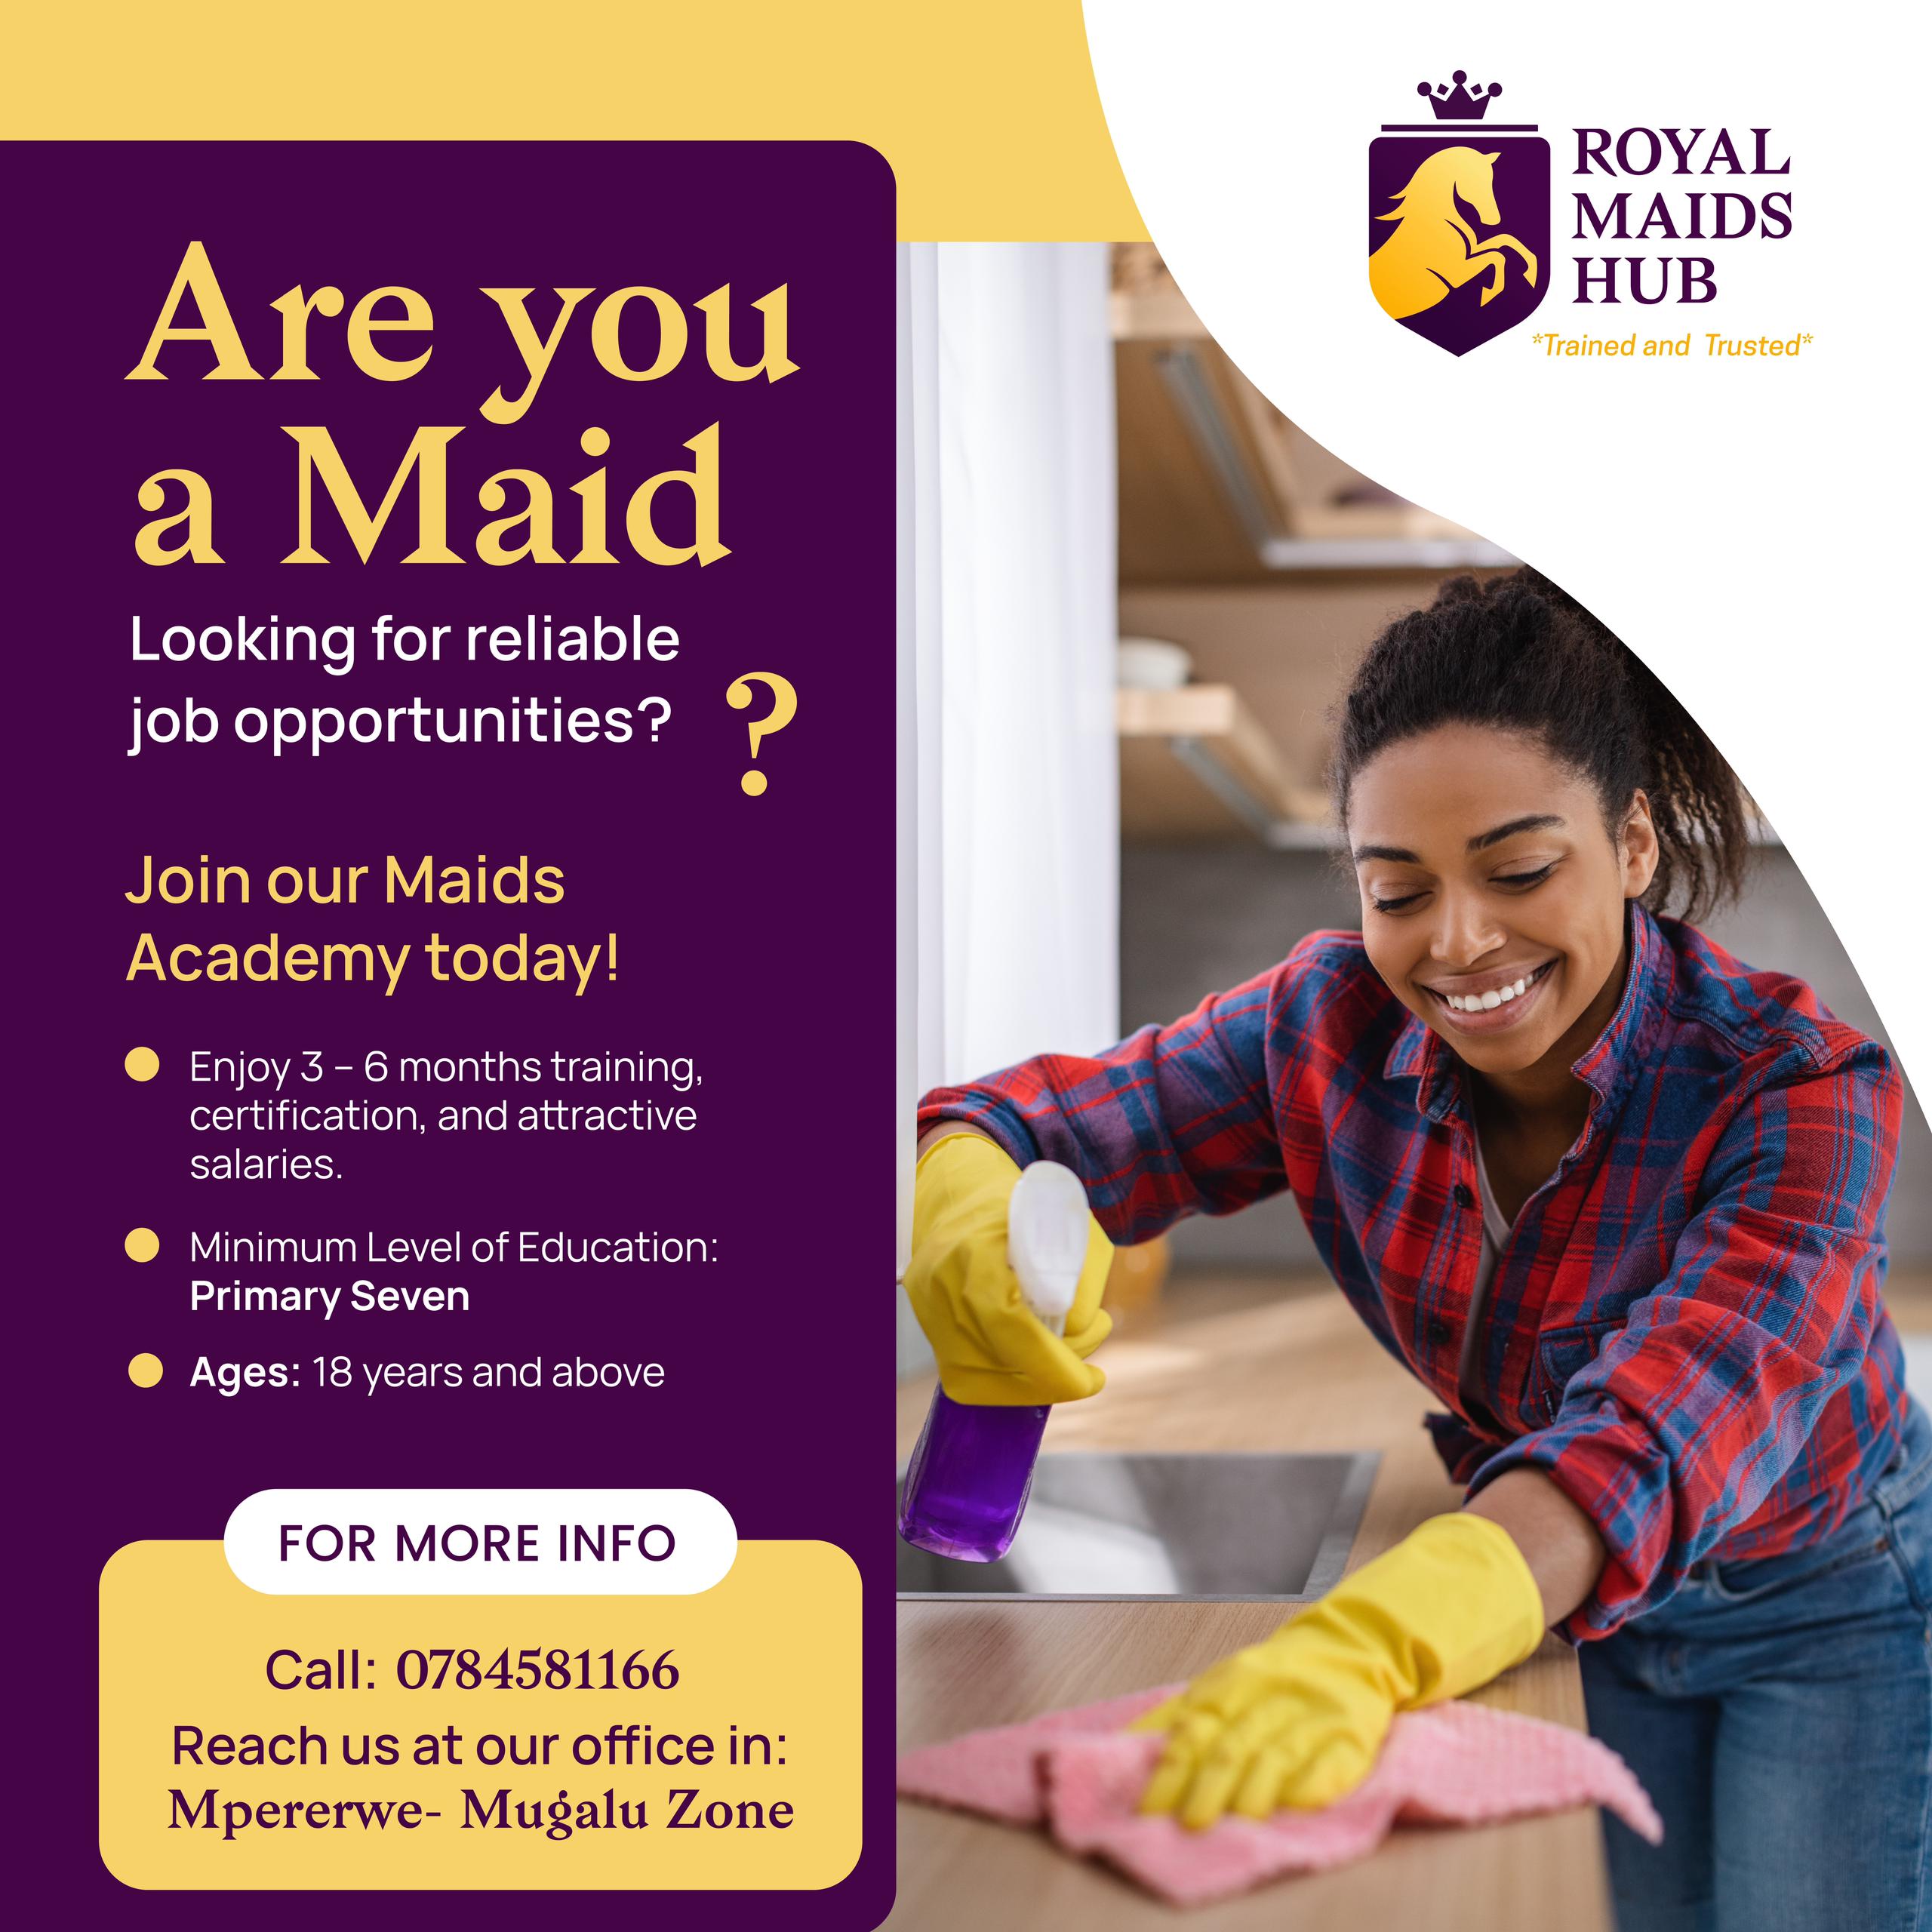 ROYAL
MAIDS
HUB
*Trained and Trusted*
Are you
a Maid
Looking for reliable
job opportunities?
?
Join our Maids
Academy today!
Enjoy 3 – 6 months training,
certification, and attractive
salaries.
Minimum Level of Education:
Primary Seven
Ages: 18 years and above
FOR MORE INFO
Call: 0784581166
Reach us at our office in:
Mpererwe- Mugalu Zone